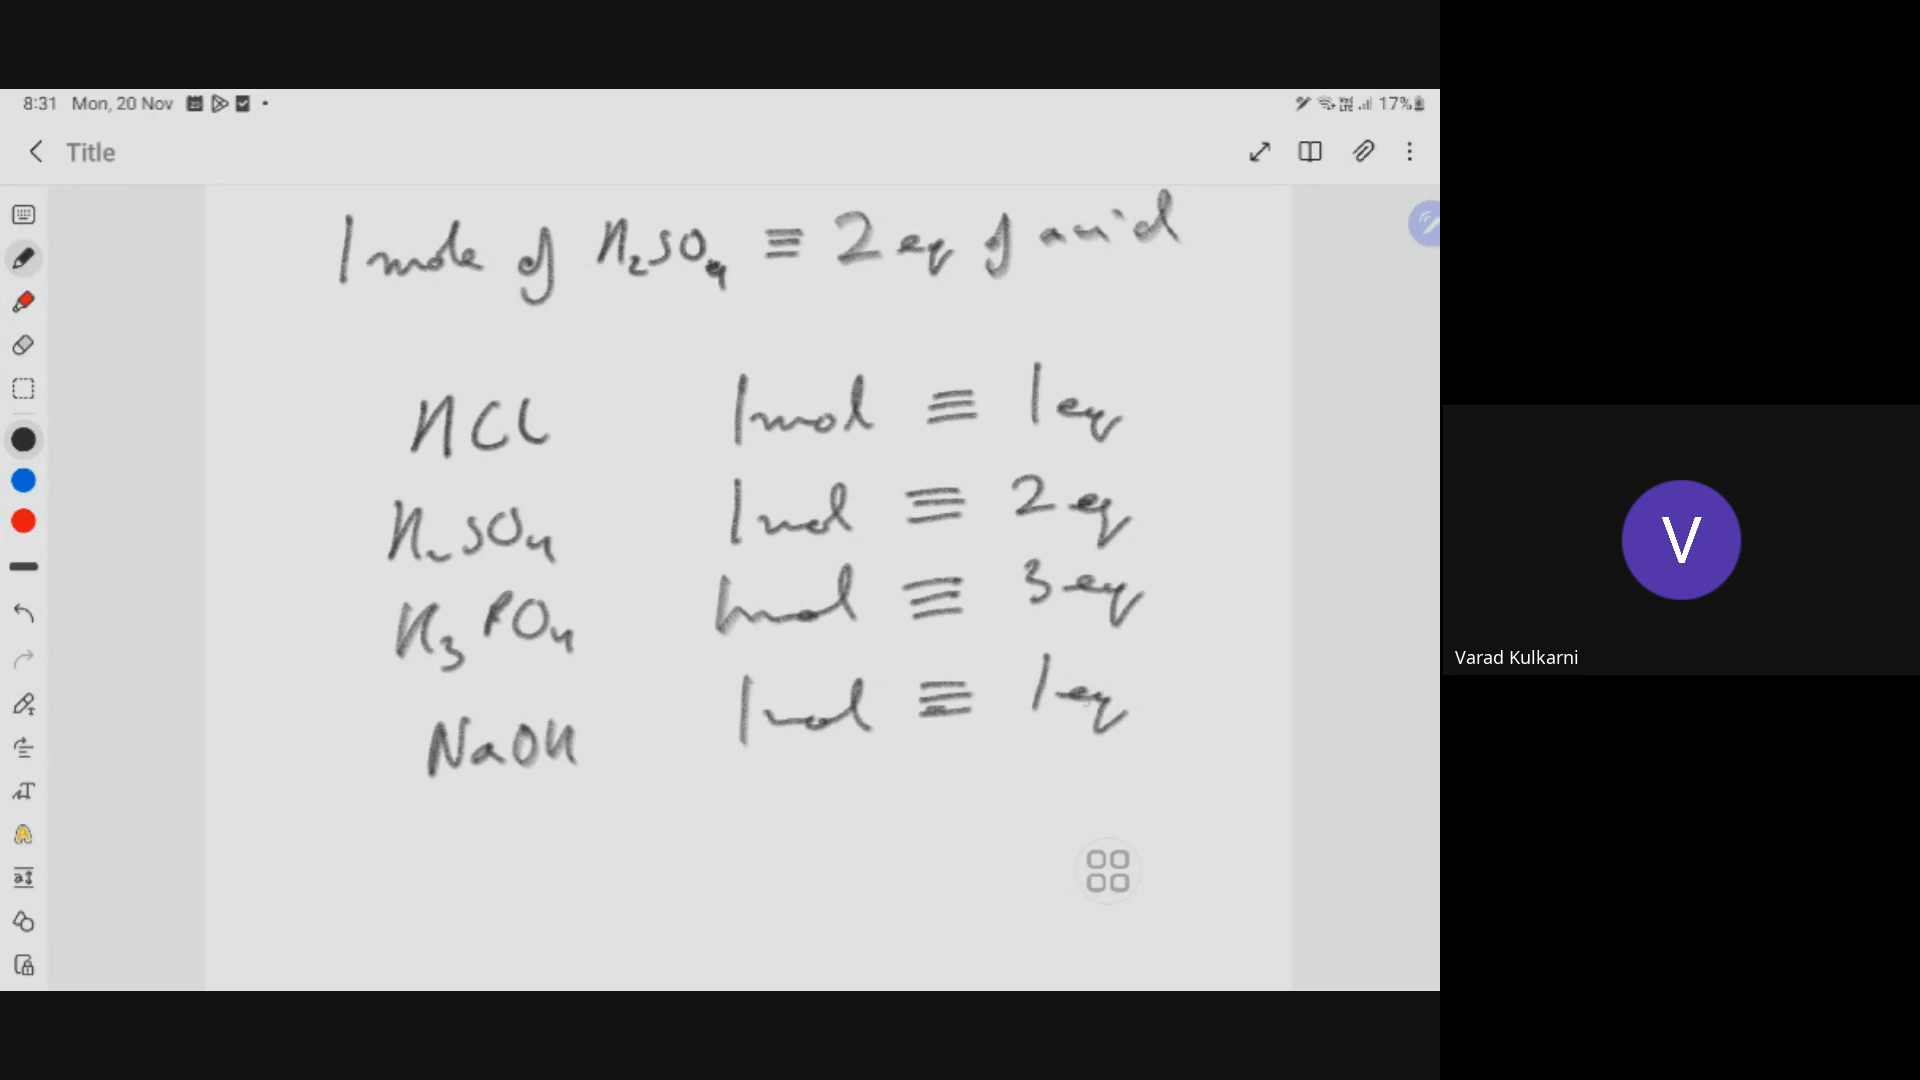 8:31 Mon, 20 Nov 17%
Title
1 mole of H2SO4 ≡ 2 eq of acid
HCl 1 mol ≡ 1 eq
H2SO4 1 mol ≡ 2 eq
H3PO4 1 mol ≡ 3 eq
NaOH 1 mol ≡ 1 eq
V
Varad Kulkarni